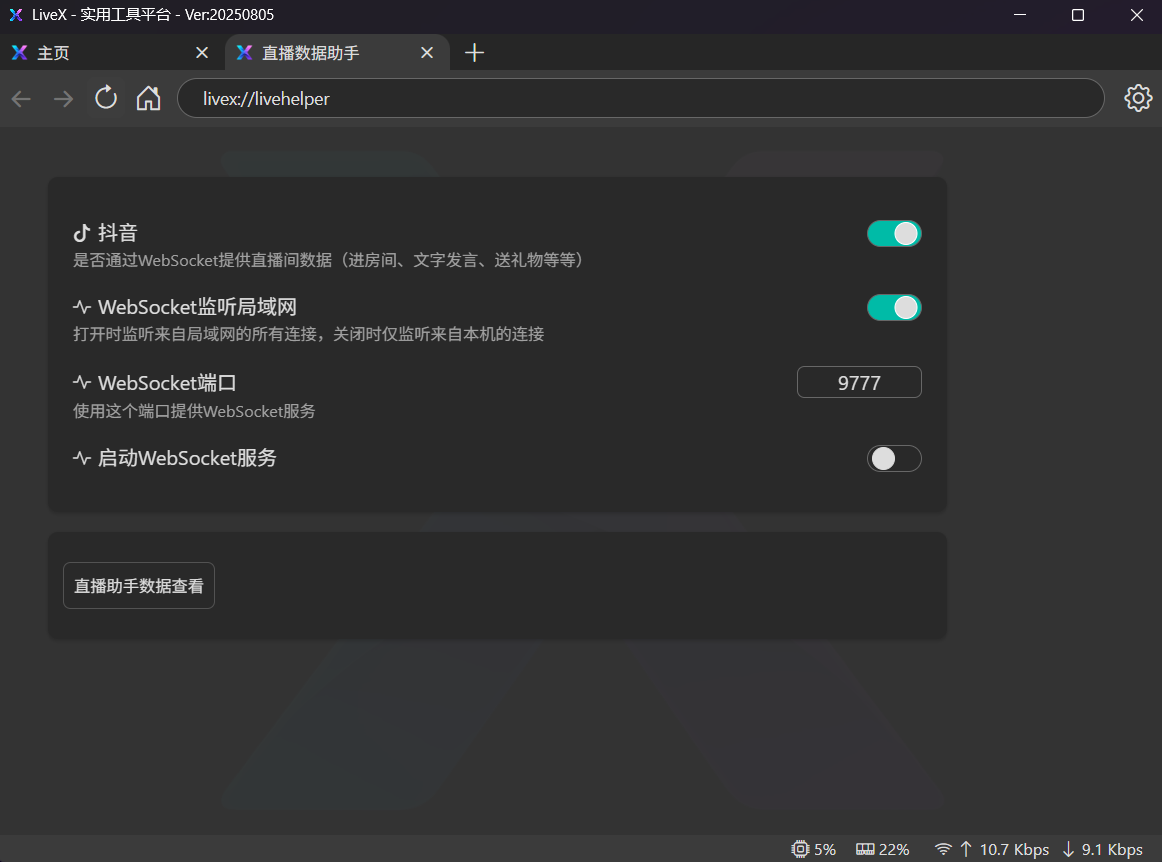 LiveX - 实用工具平台 - Ver:20250805
主页
直播数据助手
livex://livehelper
抖音
是否通过WebSocket提供直播间数据（进房间、文字发言、送礼物等等）
WebSocket监听局域网
打开时监听来自局域网的所有连接，关闭时仅监听来自本机的连接
WebSocket端口
9777
使用这个端口提供WebSocket服务
启动WebSocket服务
直播助手数据查看
5% 22% 10.7 Kbps 9.1 Kbps